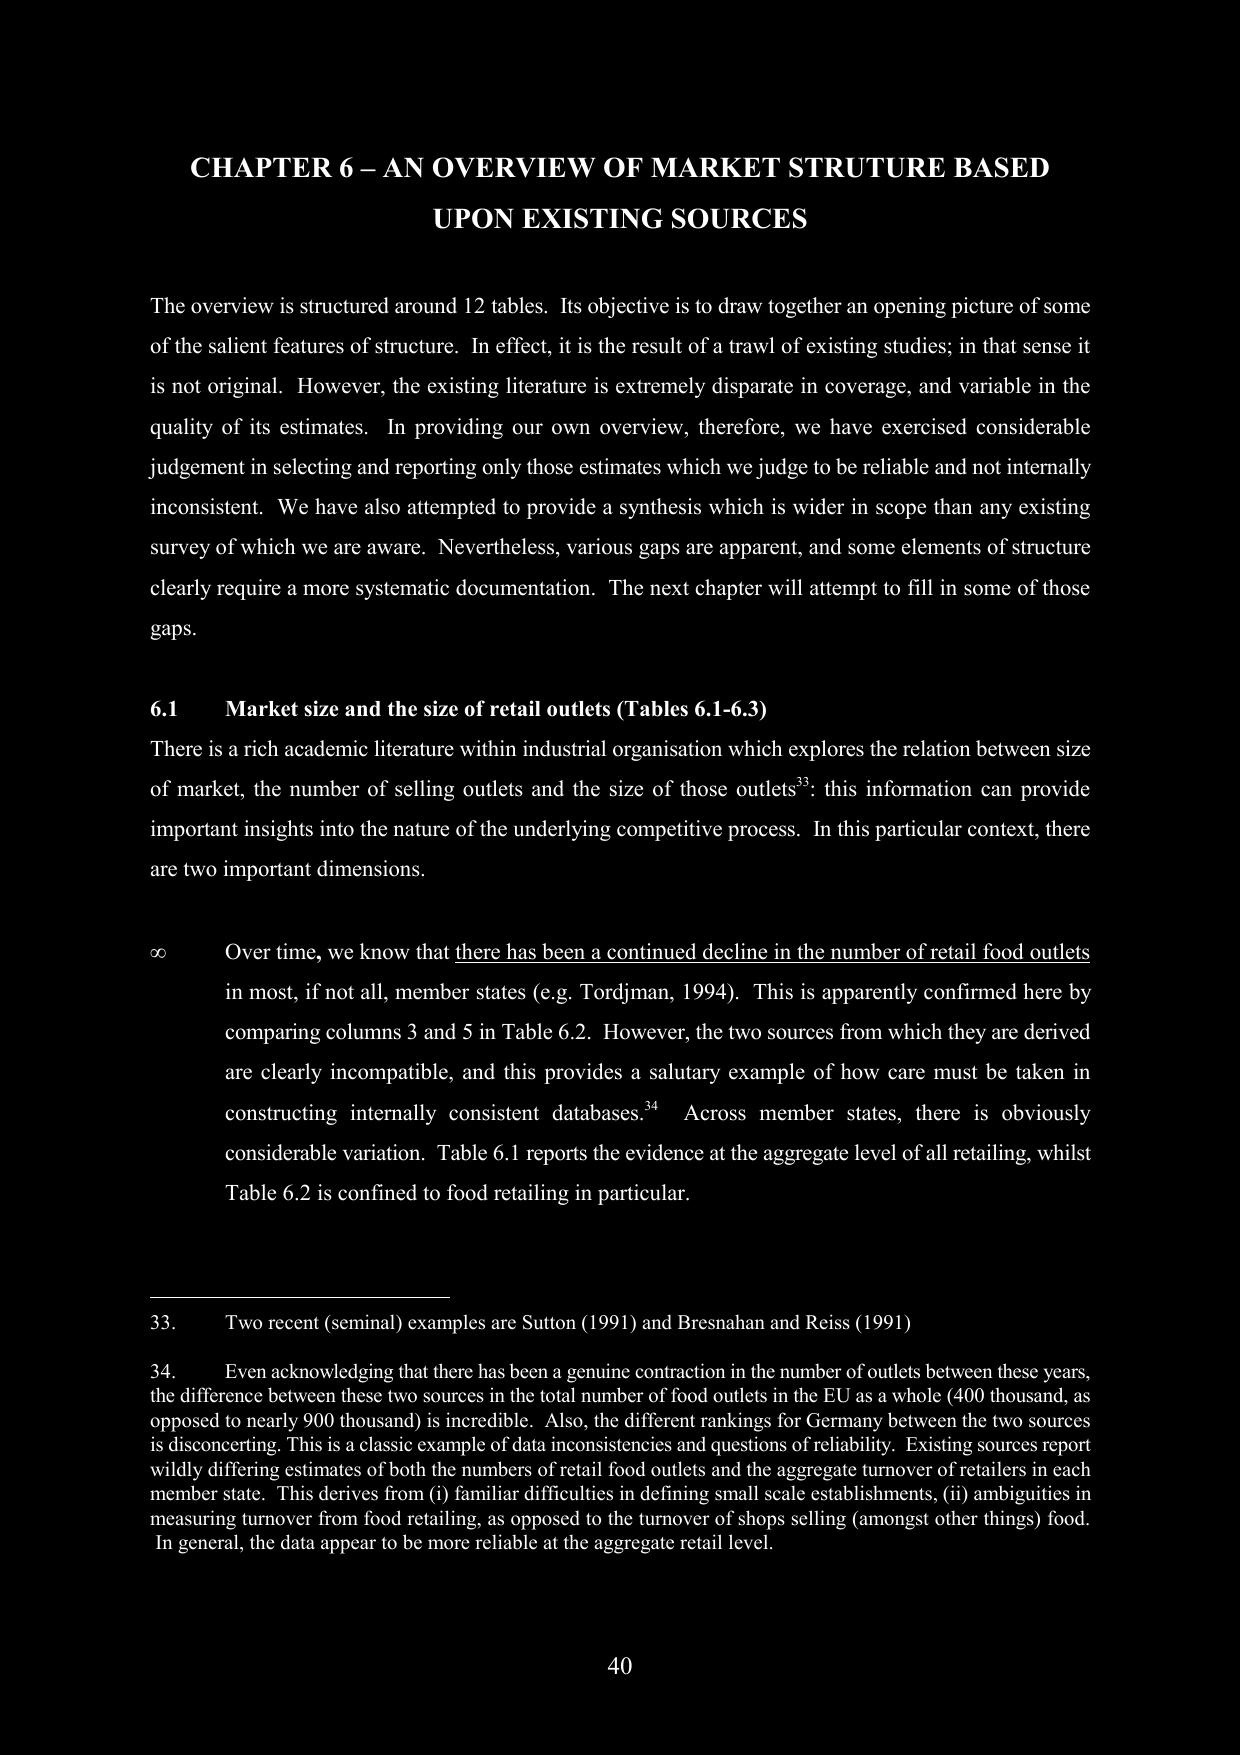 CHAPTER 6 – AN OVERVIEW OF MARKET STRUTURE BASED
UPON EXISTING SOURCES
The overview is structured around 12 tables.  Its objective is to draw together an opening picture of some
of the salient features of structure.  In effect, it is the result of a trawl of existing studies; in that sense it
is not original.  However, the existing literature is extremely disparate in coverage, and variable in the
quality of its estimates.  In providing our own overview, therefore, we have exercised considerable
judgement in selecting and reporting only those estimates which we judge to be reliable and not internally
inconsistent.  We have also attempted to provide a synthesis which is wider in scope than any existing
survey of which we are aware.  Nevertheless, various gaps are apparent, and some elements of structure
clearly require a more systematic documentation.  The next chapter will attempt to fill in some of those
gaps.
6.1 Market size and the size of retail outlets (Tables 6.1-6.3)
There is a rich academic literature within industrial organisation which explores the relation between size
of market, the number of selling outlets and the size of those outlets33: this information can provide
important insights into the nature of the underlying competitive process.  In this particular context, there
are two important dimensions.
∞ Over time, we know that there has been a continued decline in the number of retail food outlets
in most, if not all, member states (e.g. Tordjman, 1994).  This is apparently confirmed here by
comparing columns 3 and 5 in Table 6.2.  However, the two sources from which they are derived
are clearly incompatible, and this provides a salutary example of how care must be taken in
constructing internally consistent databases.34  Across member states, there is obviously
considerable variation.  Table 6.1 reports the evidence at the aggregate level of all retailing, whilst
Table 6.2 is confined to food retailing in particular.
33. Two recent (seminal) examples are Sutton (1991) and Bresnahan and Reiss (1991)
34. Even acknowledging that there has been a genuine contraction in the number of outlets between these years,
the difference between these two sources in the total number of food outlets in the EU as a whole (400 thousand, as
opposed to nearly 900 thousand) is incredible.  Also, the different rankings for Germany between the two sources
is disconcerting. This is a classic example of data inconsistencies and questions of reliability.  Existing sources report
wildly differing estimates of both the numbers of retail food outlets and the aggregate turnover of retailers in each
member state.  This derives from (i) familiar difficulties in defining small scale establishments, (ii) ambiguities in
measuring turnover from food retailing, as opposed to the turnover of shops selling (amongst other things) food.
In general, the data appear to be more reliable at the aggregate retail level.
40